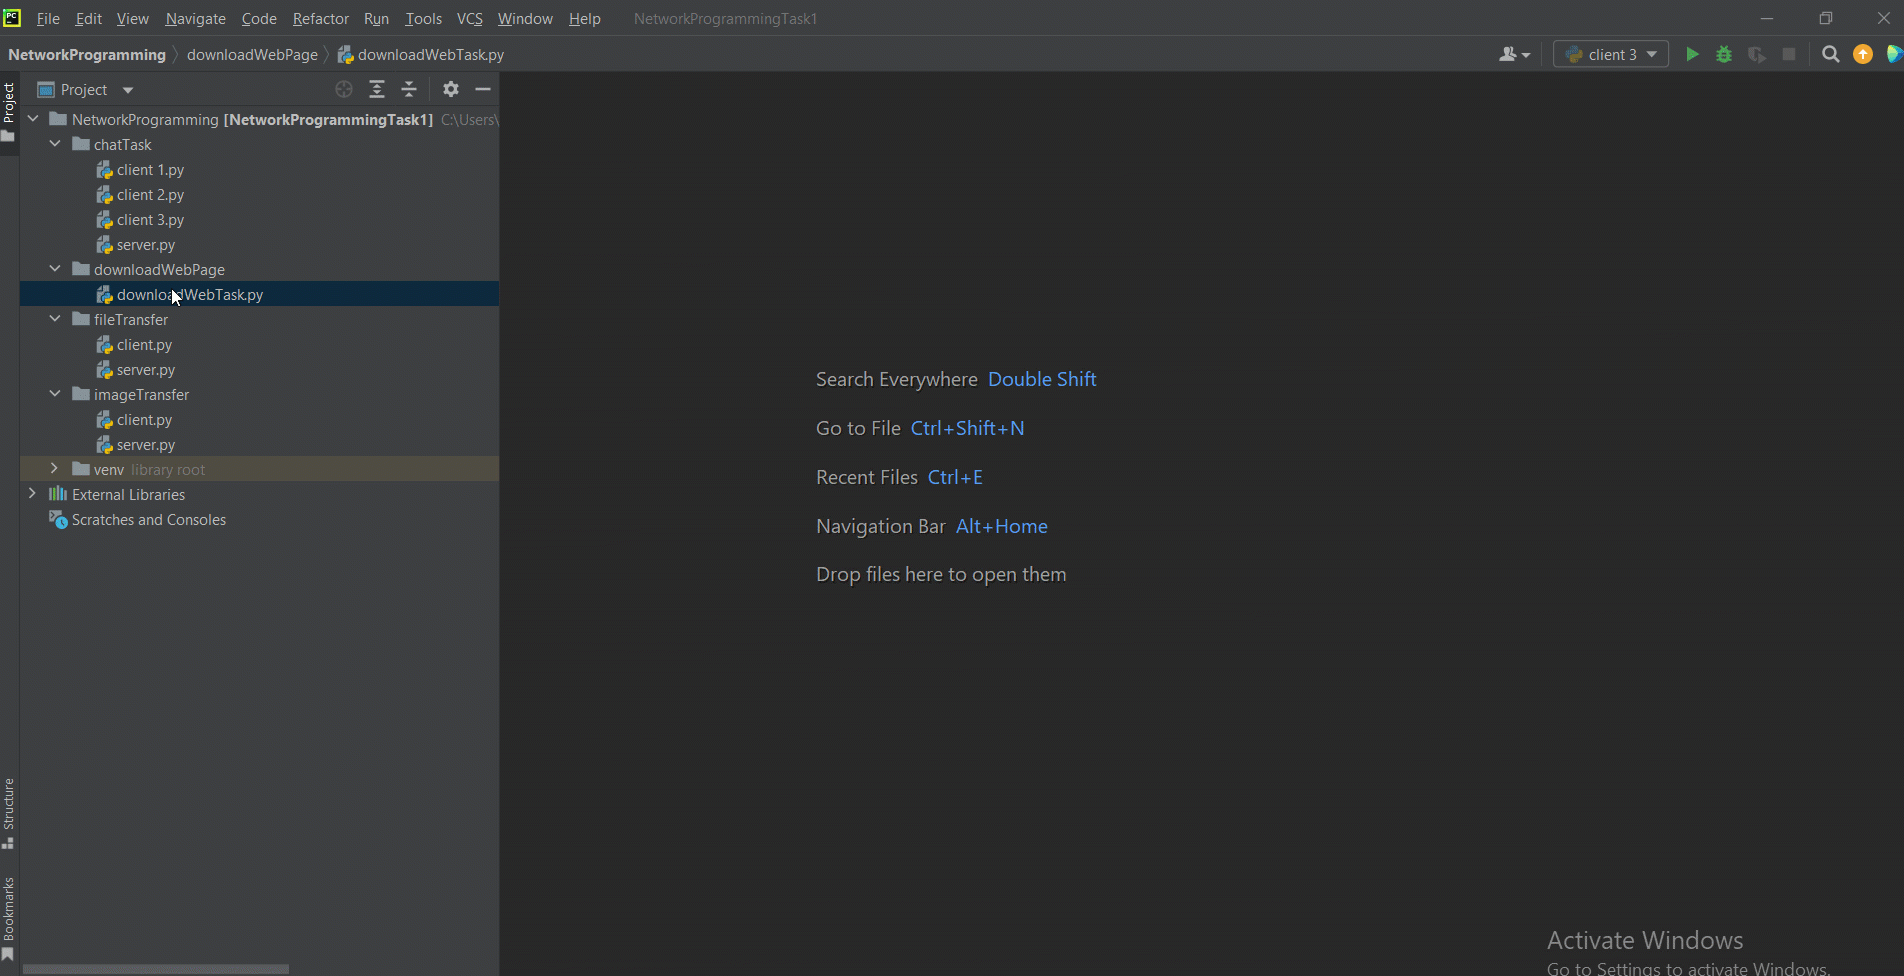 PC File Edit View Navigate Code Refactor Run Tools VCS Window Help NetworkProgrammingTask1
NetworkProgramming downloadWebPage downloadWebTask.py client 3
Project
Project
NetworkProgramming [NetworkProgrammingTask1] C:\Users\
chatTask
client 1.py
client 2.py
client 3.py
server.py
downloadWebPage
downloadWebTask.py
fileTransfer
client.py
server.py
imageTransfer
client.py
server.py
venv library root
External Libraries
Scratches and Consoles
Search Everywhere Double Shift
Go to File Ctrl+Shift+N
Recent Files Ctrl+E
Navigation Bar Alt+Home
Drop files here to open them
Structure
Bookmarks
Activate Windows
Go to Settings to activate Windows.